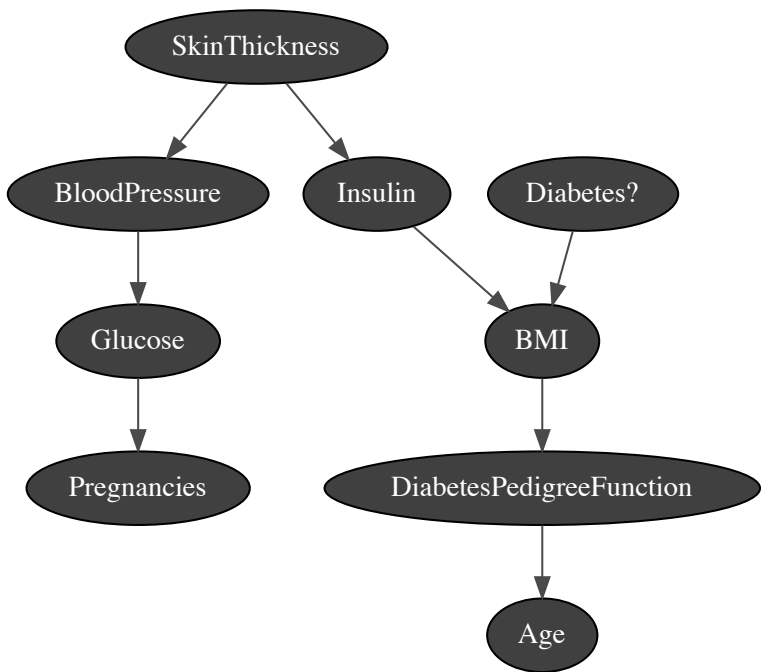 SkinThickness
BloodPressure
Insulin
Diabetes?
Glucose
BMI
Pregnancies
DiabetesPedigreeFunction
Age